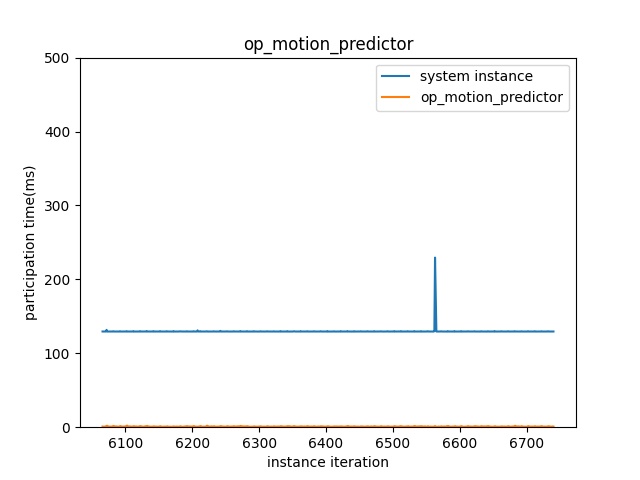 op_motion_predictor
500
400
300
200
100
0
participation time(ms)
system instance
op_motion_predictor
6100
6200
6300
6400
6500
6600
6700
instance iteration